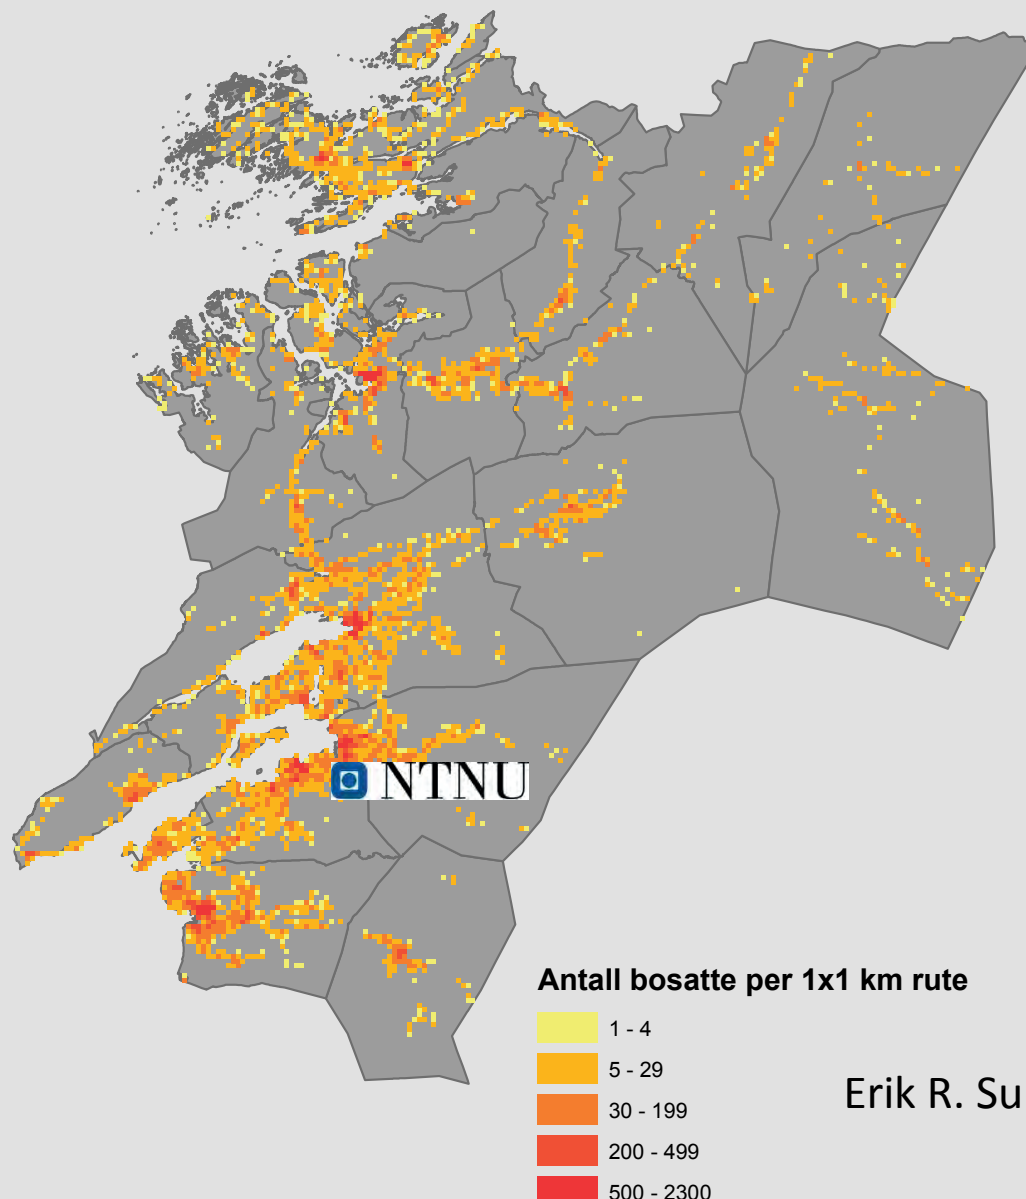 NTNU
Antall bosatte per 1x1 km rute
1 - 4
5 - 29
30 - 199
Erik R. Su
200 - 499
500 - 2300